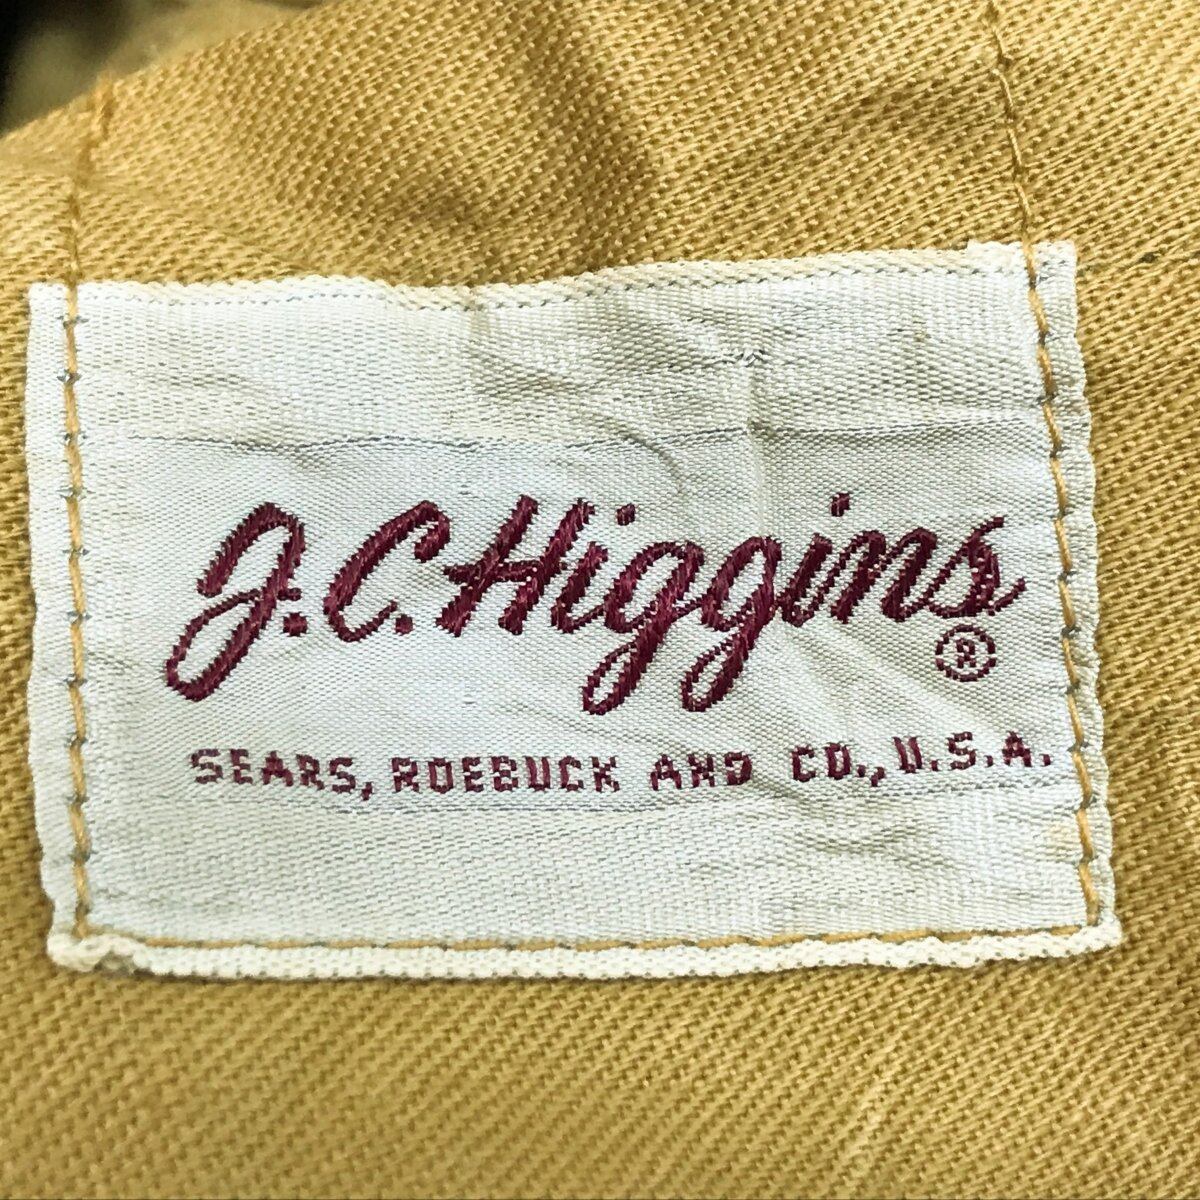 J.C. Higgins
®
SEARS, ROEBUCK AND CO., U.S.A.